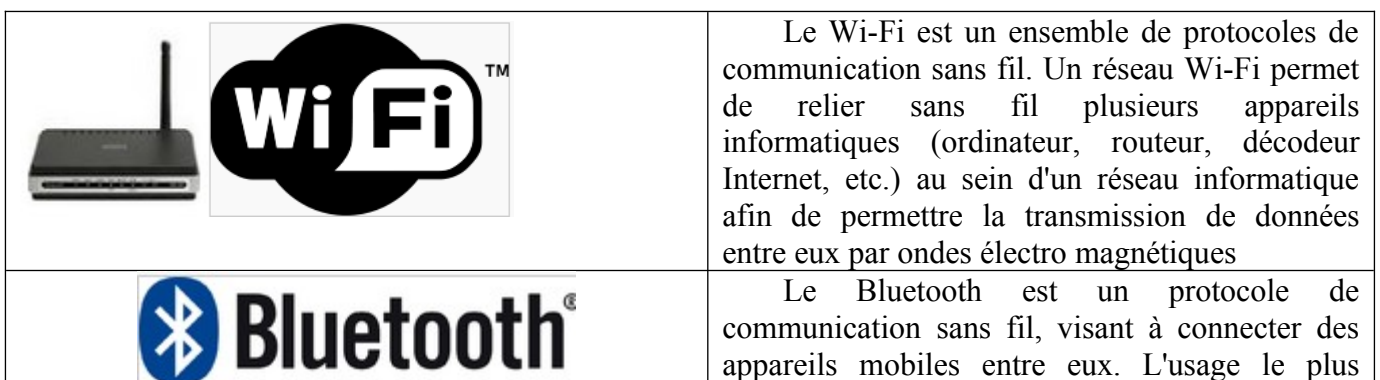 WiFi™
Le Wi-Fi est un ensemble de protocoles de
communication sans fil. Un réseau Wi-Fi permet
de relier sans fil plusieurs appareils
informatiques (ordinateur, routeur, décodeur
Internet, etc.) au sein d'un réseau informatique
afin de permettre la transmission de données
entre eux par ondes électro magnétiques
Bluetooth®
Le Bluetooth est un protocole de
communication sans fil, visant à connecter des
appareils mobiles entre eux. L'usage le plus